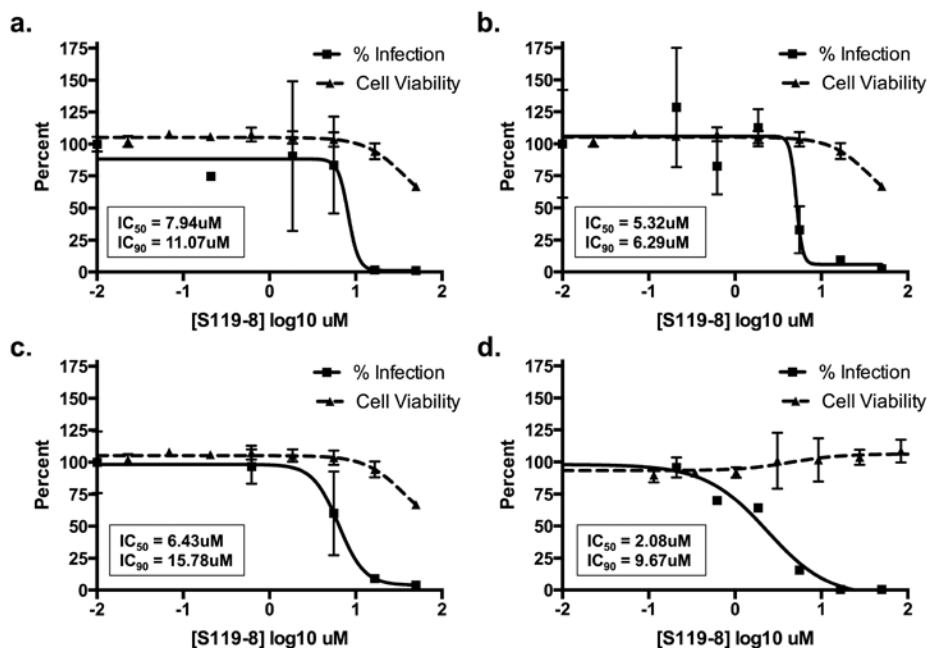 a.
175
150
125
100
75
50
25
0
Percent
% Infection
Cell Viability
IC50 = 7.94uM
IC90 = 11.07uM
-2 -1 0 1 2
[S119-8] log10 uM
b.
175
150
125
100
75
50
25
0
Percent
% Infection
Cell Viability
IC50 = 5.32uM
IC90 = 6.29uM
-2 -1 0 1 2
[S119-8] log10 uM
c.
175
150
125
100
75
50
25
0
Percent
% Infection
Cell Viability
IC50 = 6.43uM
IC90 = 15.78uM
-2 -1 0 1 2
[S119-8] log10 uM
d.
175
150
125
100
75
50
25
0
Percent
% Infection
Cell Viability
IC50 = 2.08uM
IC90 = 9.67uM
-2 -1 0 1 2
[S119-8] log10 uM